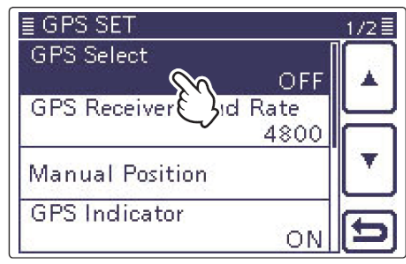 GPS SET 1/2
GPS Select
OFF
GPS Receiver Rate
4800
Manual Position
GPS Indicator
ON